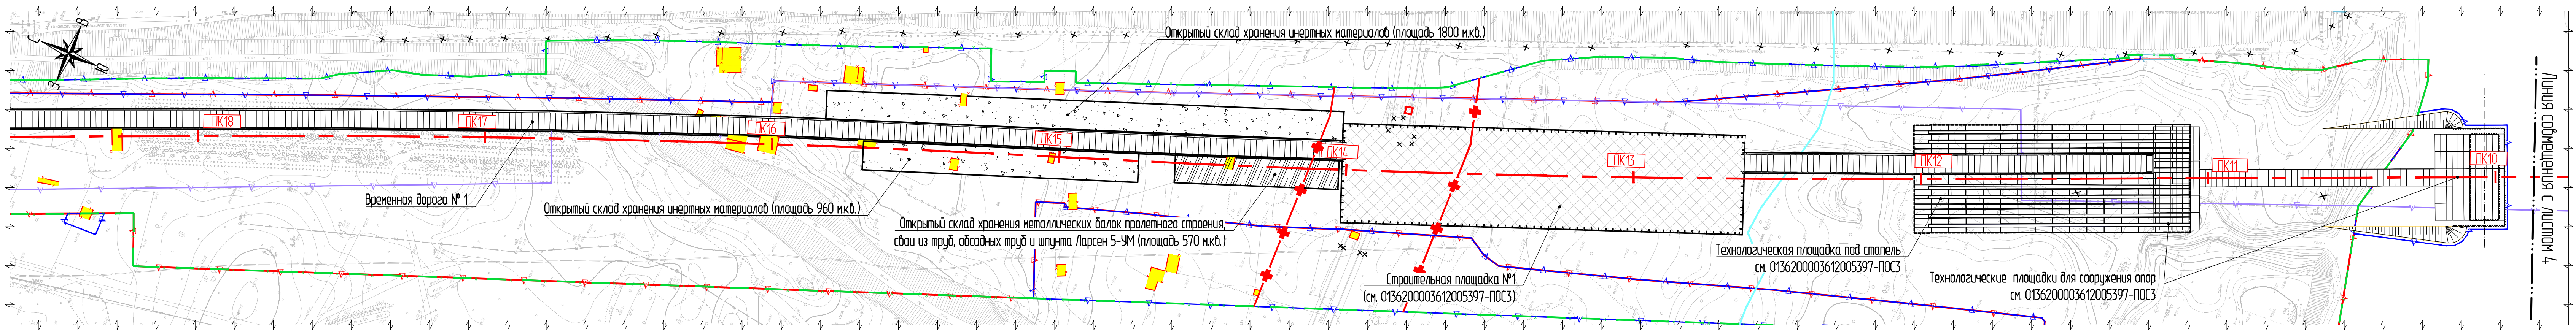 С
В
З
Ю
Открытый склад хранения инертных материалов (площадь 1800 м.кв.)
ПК18
ПК17
ПК16
ПК15
ПК14
ПК13
ПК12
ПК11
ПК10
Временная дорога № 1
Открытый склад хранения инертных материалов (площадь 960 м.кв.)
Открытый склад хранения металлических балок пролетного строения,
сваи из труб, обсадных труб и шпунта Ларсен 5-УМ (площадь 570 м.кв.)
Строительная площадка №1
(см. 0136200003612005397-ПОС3)
Технологическая площадка под стапель
см. 0136200003612005397-ПОС3
Технологические площадки для сооружения опор
см. 0136200003612005397-ПОС3
Линия совмещения с листом 4